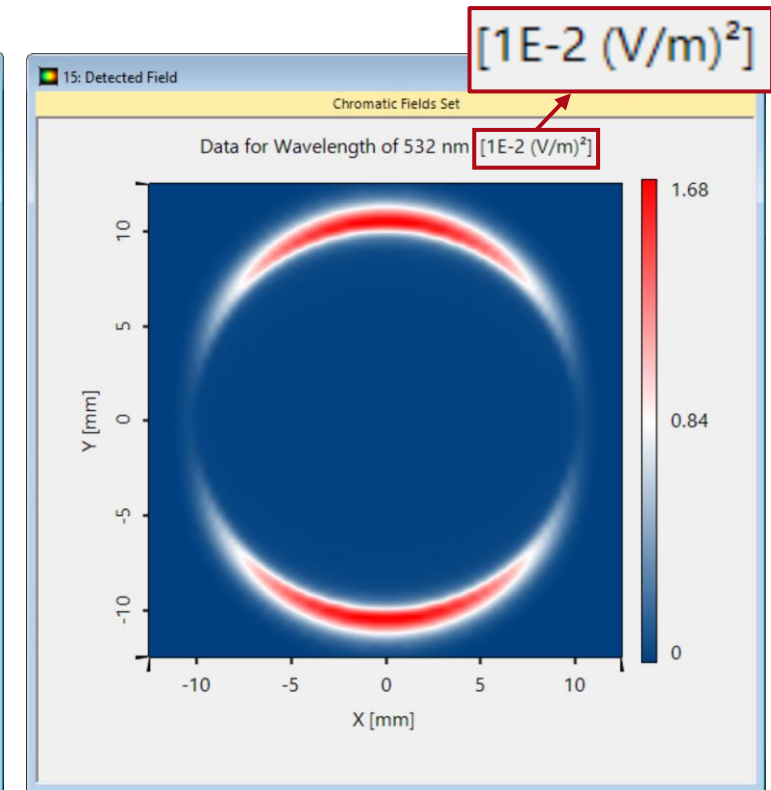 [1E-2 (V/m)²]
15: Detected Field
Chromatic Fields Set
Data for Wavelength of 532 nm [1E-2 (V/m)²]
1.68
0.84
0
10
5
0
-5
-10
Y [mm]
-10 -5 0 5 10
X [mm]